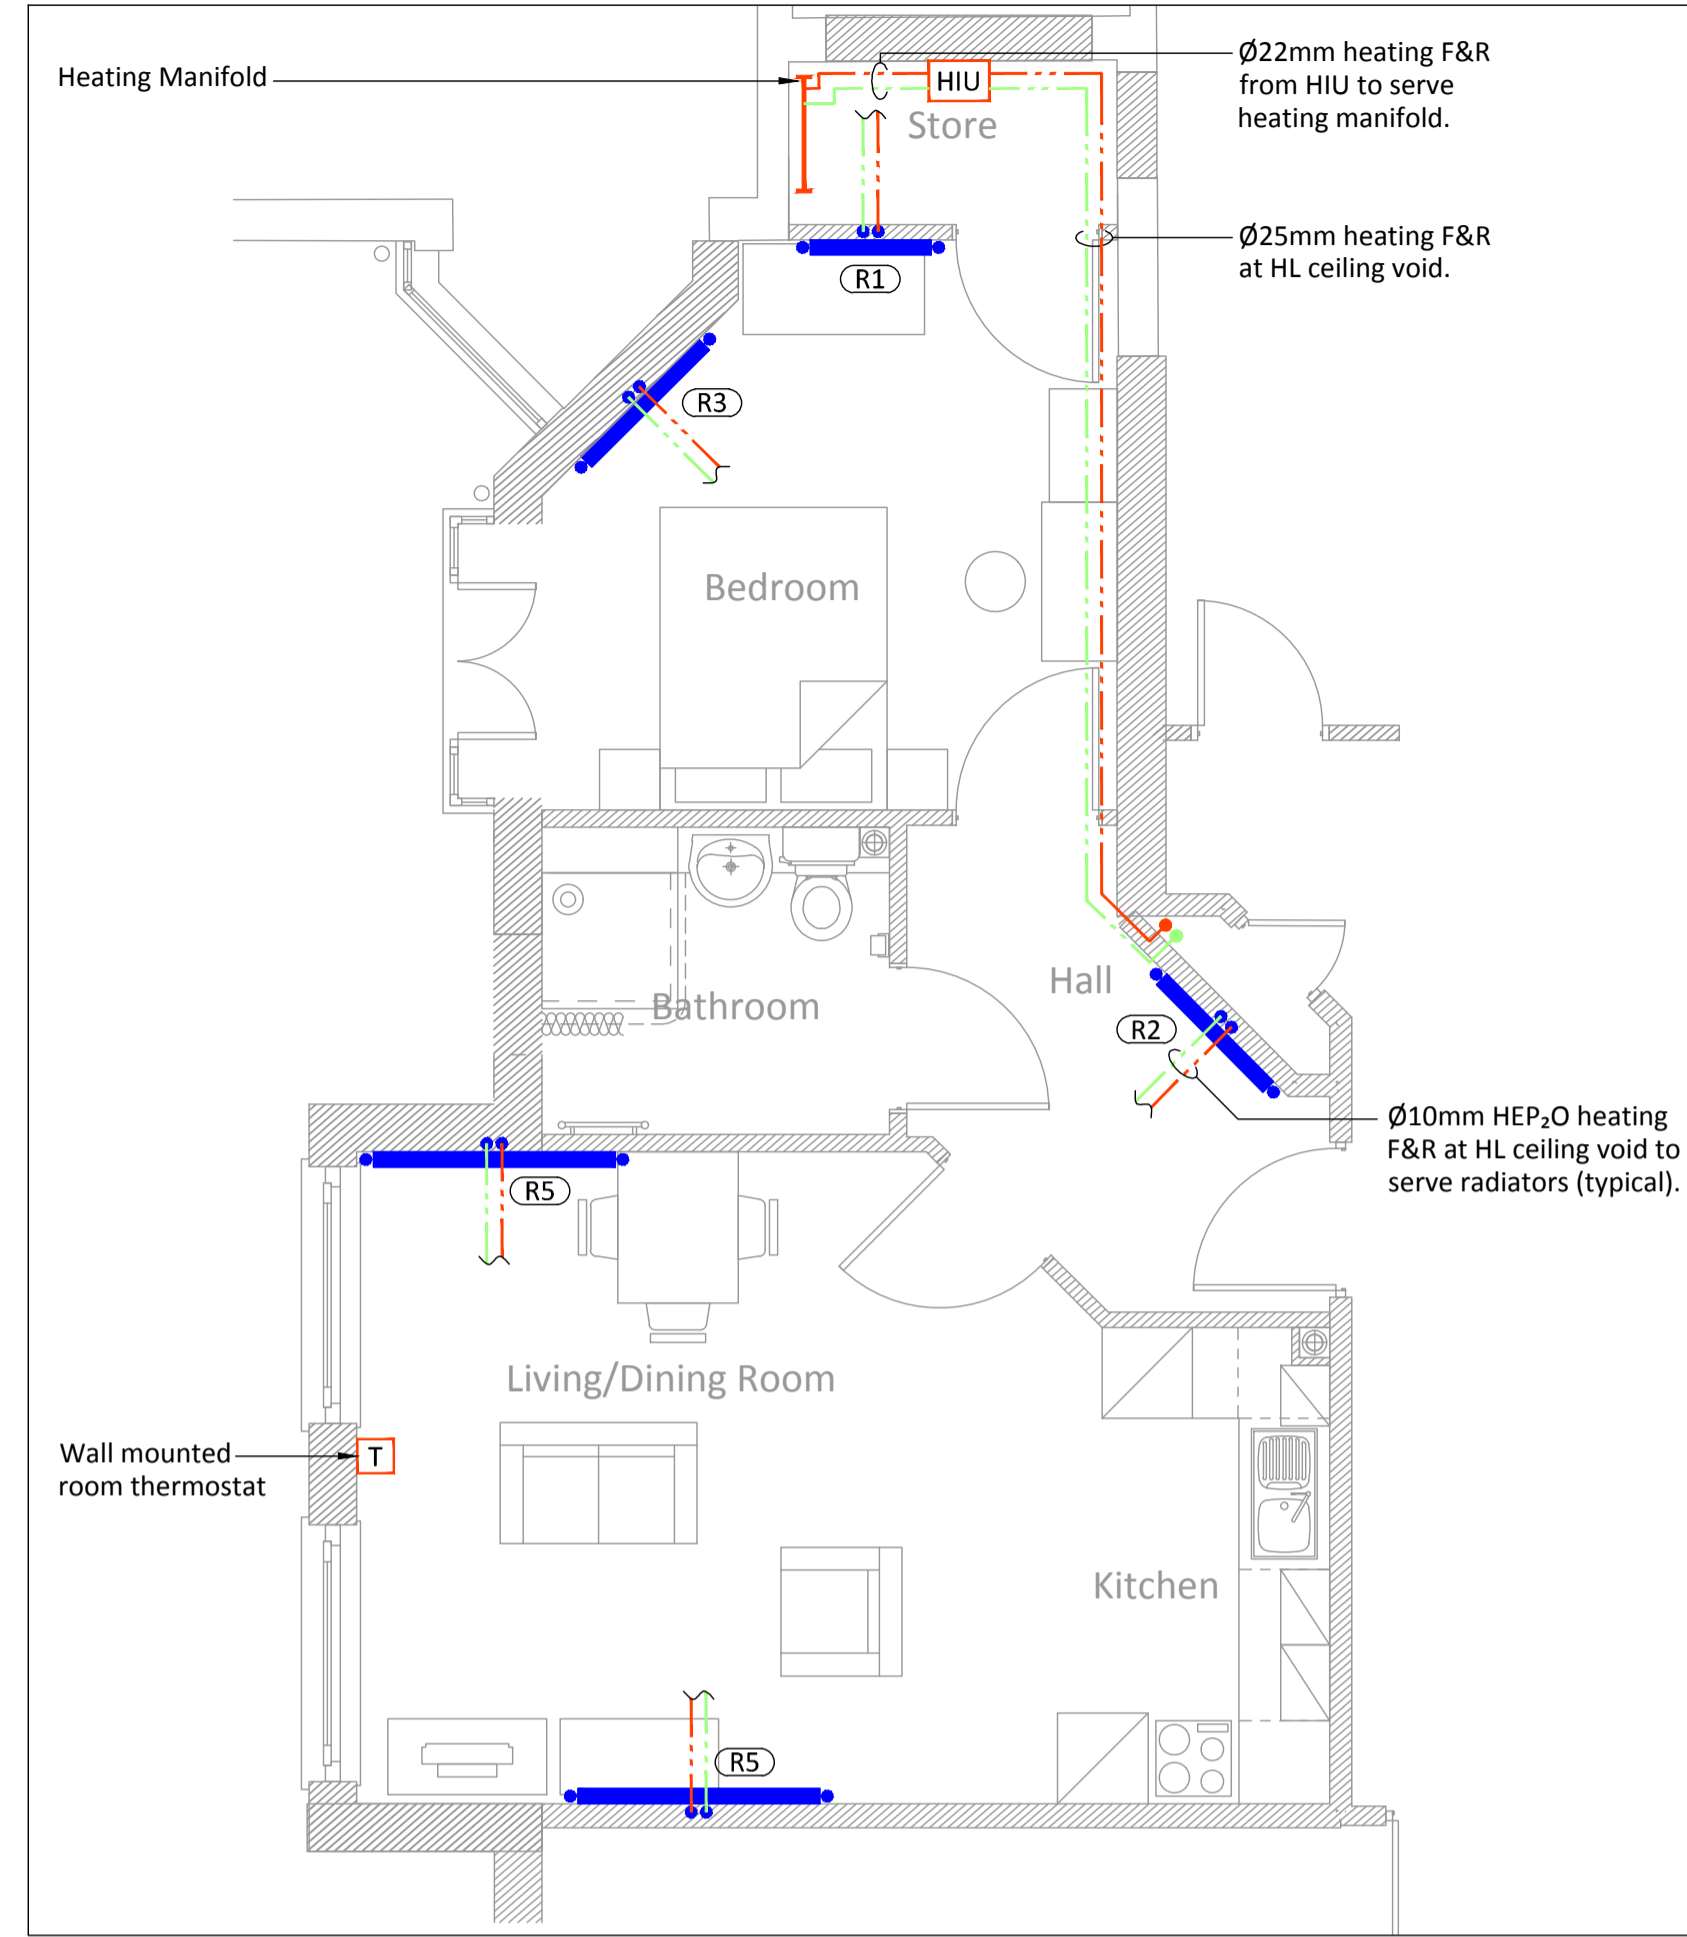 Heating Manifold
Ø22mm heating F&R
from HIU to serve
heating manifold.
HIU
Store
Ø25mm heating F&R
at HL ceiling void.
R1
R3
Bedroom
Hall
Bathroom
R2
Ø10mm HEP₂O heating
F&R at HL ceiling void to
serve radiators (typical).
R5
Living/Dining Room
Wall mounted
room thermostat
T
Kitchen
R5